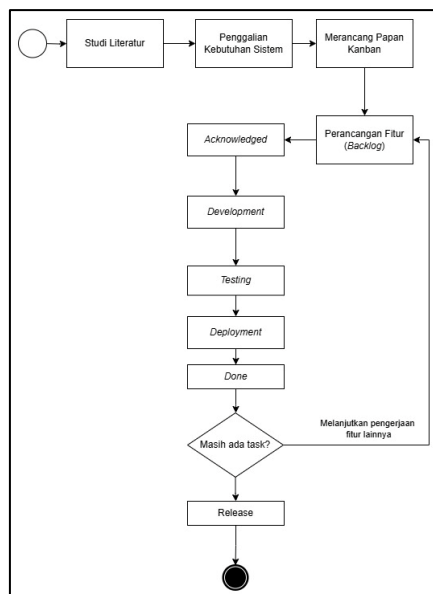 Studi Literatur
Penggalian
Kebutuhan Sistem
Merancang Papan
Kanban
Perancangan Fitur
(Backlog)
Acknowledged
Development
Testing
Deployment
Done
Masih ada task?
Melanjutkan pengerjaan
fitur lainnya
Release